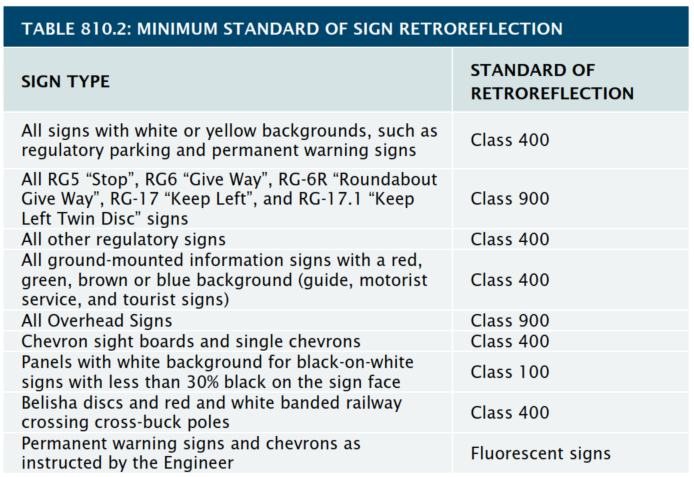 TABLE 810.2: MINIMUM STANDARD OF SIGN RETROREFLECTION
SIGN TYPE
STANDARD OF
RETROREFLECTION
All signs with white or yellow backgrounds, such as
regulatory parking and permanent warning signs
Class 400
All RG5 “Stop”, RG6 “Give Way”, RG-6R “Roundabout
Give Way”, RG-17 “Keep Left”, and RG-17.1 “Keep
Left Twin Disc” signs
Class 900
All other regulatory signs
Class 400
All ground-mounted information signs with a red,
green, brown or blue background (guide, motorist
service, and tourist signs)
Class 400
All Overhead Signs
Class 900
Chevron sight boards and single chevrons
Class 400
Panels with white background for black-on-white
signs with less than 30% black on the sign face
Class 100
Belisha discs and red and white banded railway
crossing cross-buck poles
Class 400
Permanent warning signs and chevrons as
instructed by the Engineer
Fluorescent signs